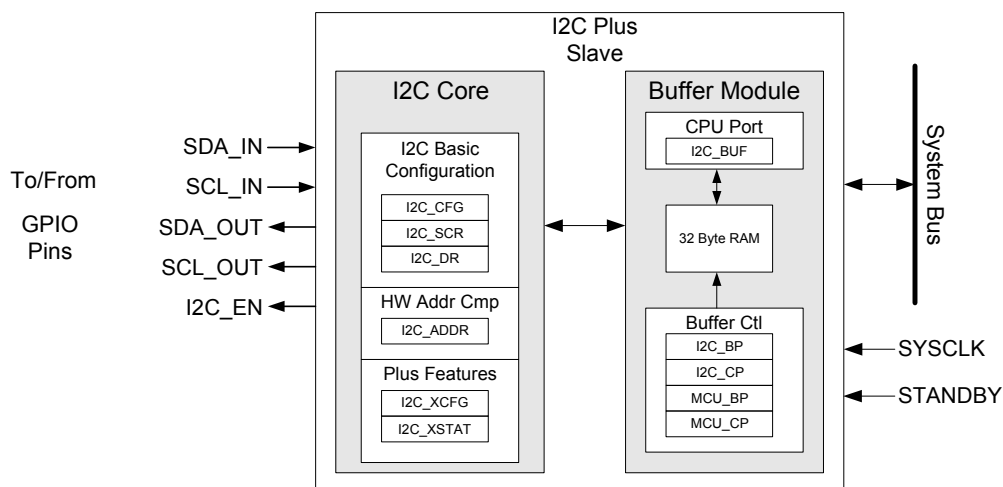 I2C Plus
Slave
I2C Core
I2C Basic
Configuration
I2C_CFG
I2C_SCR
I2C_DR
HW Addr Cmp
I2C_ADDR
Plus Features
I2C_XCFG
I2C_XSTAT
Buffer Module
CPU Port
I2C_BUF
32 Byte RAM
Buffer Ctl
I2C_BP
I2C_CP
MCU_BP
MCU_CP
To/From
GPIO
Pins
SDA_IN
SCL_IN
SDA_OUT
SCL_OUT
I2C_EN
System Bus
SYSCLK
STANDBY